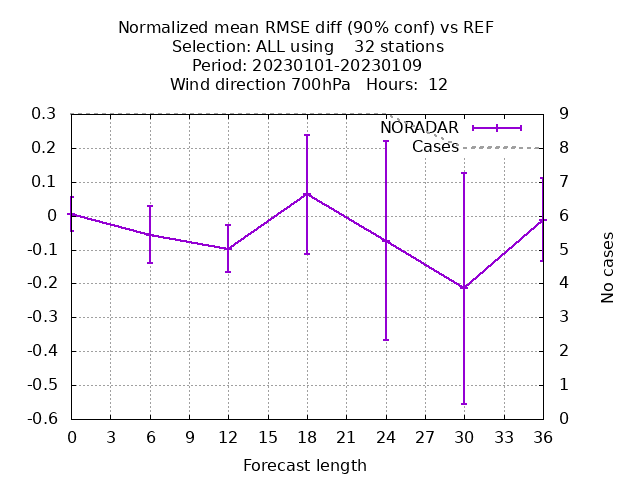 Normalized mean RMSE diff (90% conf) vs REF
Selection: ALL using    32 stations
Period: 20230101-20230109
Wind direction 700hPa   Hours:  12
0.3
0.2
0.1
0
-0.1
-0.2
-0.3
-0.4
-0.5
-0.6
9
8
7
6
5
4
3
2
1
0
NORADAR
Cases
No cases
0 3 6 9 12 15 18 21 24 27 30 33 36
Forecast length